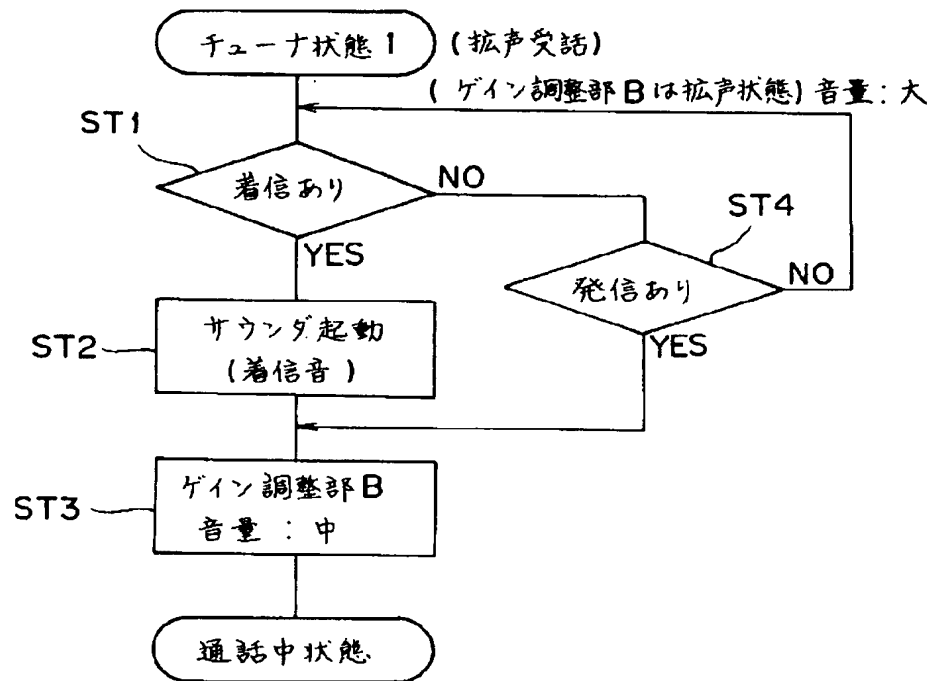 チューナ状態1 (拡声受話)
(ゲイン調整部Bは拡声状態)音量:大
ST1
着信あり
NO
YES
ST4
発信あり
NO
YES
ST2
サウンダ起動
(着信音)
ST3
ゲイン調整部B
音量:中
通話中状態